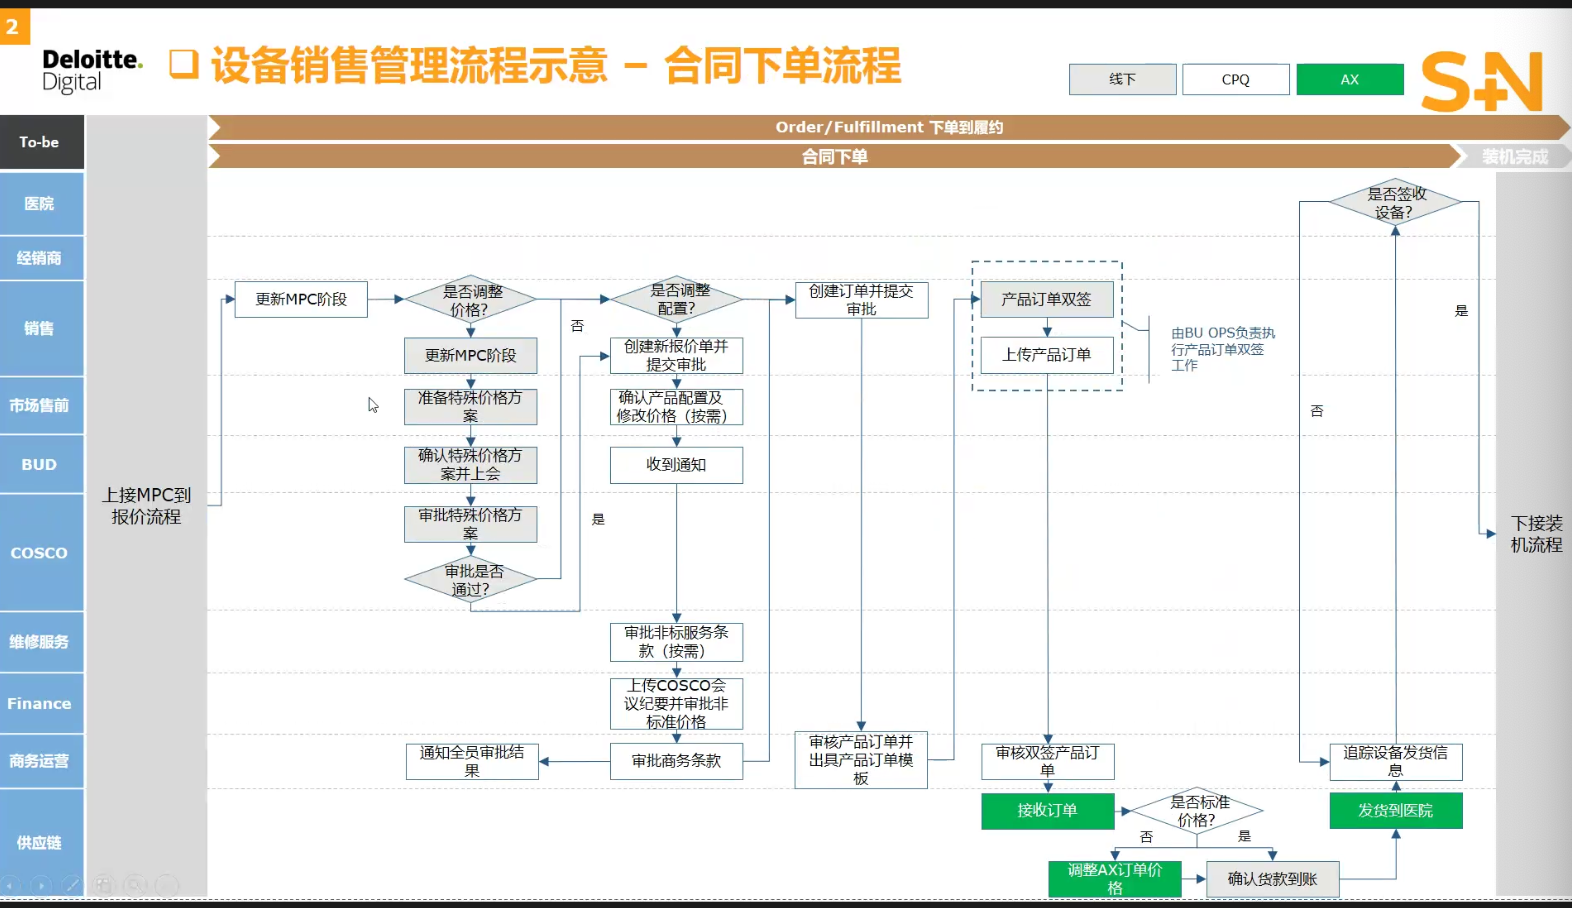 2
Deloitte.
Digital
设备销售管理流程示意 – 合同下单流程
线下
CPQ
AX
S+N
To-be
Order/Fulfillment 下单到履约
合同下单
装机完成
医院
经销商
销售
市场售前
BUD
COSCO
维修服务
Finance
商务运营
供应链
上接MPC到
报价流程
更新MPC阶段
是否调整
价格?
更新MPC阶段
准备特殊价格方
案
确认特殊价格方
案并上会
审批特殊价格方
案
审批是否
通过?
否
是
是否调整
配置?
创建新报价单并
提交审批
确认产品配置及
修改价格（按需）
收到通知
审批非标服务条
款（按需）
上传COSCO会
议纪要并审批非
标准价格
审批商务条款
通知全员审批结
果
创建订单并提交
审批
审核产品订单并
出具产品订单模
板
产品订单双签
上传产品订单
由BU OPS负责执
行产品订单双签
工作
审核双签产品订
单
接收订单
是否标准
价格?
否
是
调整AX订单价
格
确认货款到账
发货到医院
追踪设备发货信
息
是否签收
设备?
否
是
下接装
机流程